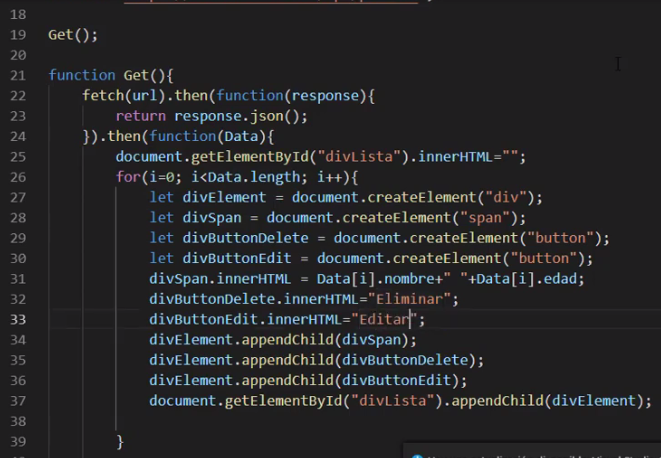 18
19 Get();
20
21 function Get(){
22 fetch(url).then(function(response){
23 return response.json();
24 }).then(function(Data){
25 document.getElementById("divLista").innerHTML="";
26 for(i=0; i<Data.length; i++){
27 let divElement = document.createElement("div");
28 let divSpan = document.createElement("span");
29 let divButtonDelete = document.createElement("button");
30 let divButtonEdit = document.createElement("button");
31 divSpan.innerHTML = Data[i].nombre+" "+Data[i].edad;
32 divButtonDelete.innerHTML="Eliminar";
33 divButtonEdit.innerHTML="Editar";
34 divElement.appendChild(divSpan);
35 divElement.appendChild(divButtonDelete);
36 divElement.appendChild(divButtonEdit);
37 document.getElementById("divLista").appendChild(divElement);
38
39 }